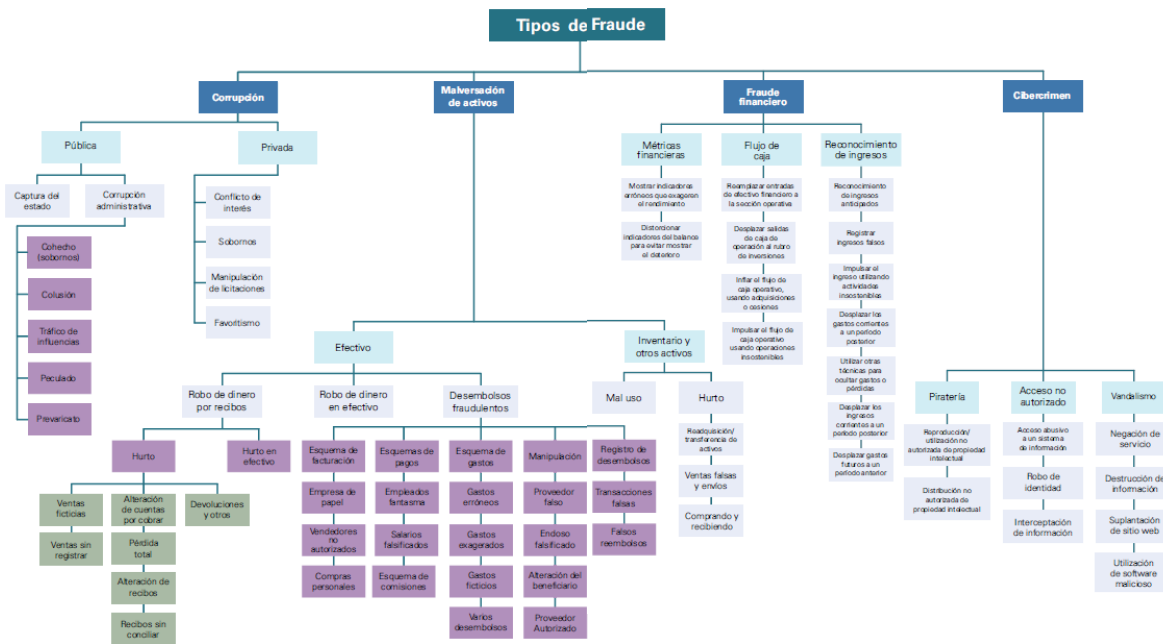 Tipos de Fraude
Corrupción
Malversación
de activos
Fraude
financiero
Cibercrimen
Pública
Privada
Captura del
estado
Corrupción
administrativa
Cohecho
(sobornos)
Colusión
Tráfico de
influencias
Peculado
Prevaricato
Conflicto de
interés
Sobornos
Manipulación
de licitaciones
Favoritismo
Efectivo
Inventario y
otros activos
Robo de dinero
por recibos
Robo de dinero
en efectivo
Desembolsos
fraudulentos
Mal uso
Hurto
Hurto
Hurto en
efectivo
Ventas
ficticias
Ventas sin
registrar
Alteración
de cuentas
por cobrar
Pérdida
total
Alteración de
recibos
Recibos sin
conciliar
Devoluciones
y otros
Esquema de
facturación
Empresa de
papel
Vendedores
no
autorizados
Compras
personales
Esquemas de
pagos
Empleados
fantasma
Salarios
falsificados
Esquema de
comisiones
Esquema de
gastos
Gastos
erróneos
Gastos
exagerados
Gastos
ficticios
Varios
desembolsos
Manipulación
Proveedor
falso
Endoso
falsificado
Alteración del
beneficiario
Proveedor
Autorizado
Registro de
desembolsos
Transacciones
falsas
Falsos
reembolsos
Readquisición/
transferencia de
activos
Ventas falsas
y envíos
Comprando y
recibiendo
Métricas
financieras
Mostrar indicadores
erróneos que exageren
el rendimiento
Distorcionar
indicadores del balance
para evitar mostrar
el deterioro
Flujo de
caja
Reemplazar entradas
de efectivo financiero a
la sección operativa
Desplazar salidas
de caja de
operación al rubro
de inversiones
Inflar el flujo de
caja operativo,
usando adquisiciones
o cesiones
Impulsar el flujo de
caja operativo
usando operaciones
insostenibles
Reconocimiento
de ingresos
Reconocimiento
de ingresos
anticipados
Registrar
ingresos falsos
Impulsar el
ingreso utilizando
actividades
insostenibles
Desplazar los
gastos corrientes
a un período
posterior
Utilizar otras
técnicas para
ocultar gastos o
pérdidas
Desplazar los
ingresos
corrientes a un
período posterior
Desplazar gastos
futuros a un
período anterior
Piratería
Reproducción/
utilización no
autorizada de propiedad
intelectual
Distribución no
autorizada de
propiedad intelectual
Acceso no
autorizado
Acceso abusivo
a un sistema
de información
Robo de
identidad
Interceptación de
información
Vandalismo
Negación de
servicio
Destrucción de
información
Suplantación
de sitio web
Utilización
de software
malicioso